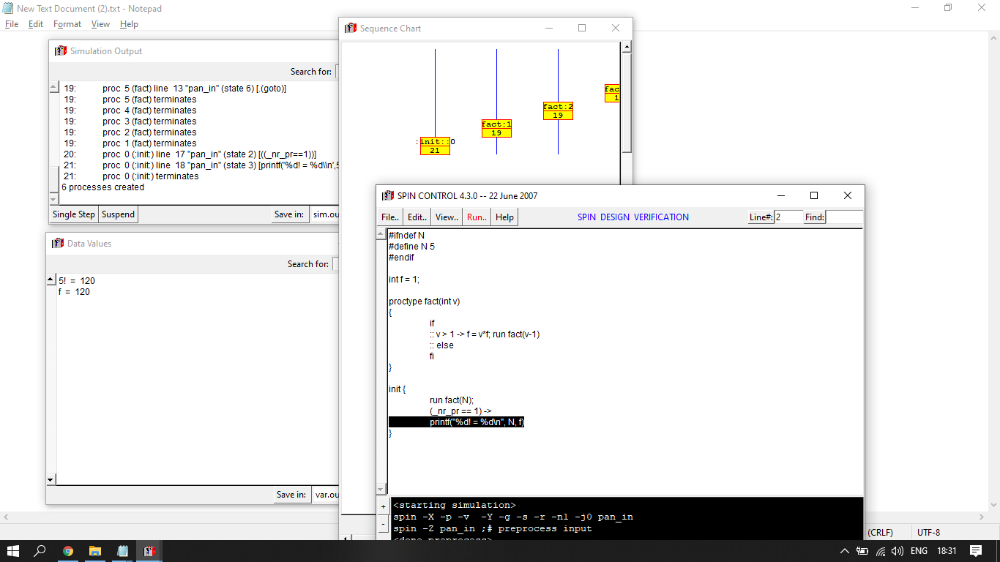 New Text Document (2).txt - Notepad
File Edit Format View Help
Simulation Output
Search for:
19: proc 5 (fact) line 13 "pan_in" (state 6) [.(goto)]
19: proc 5 (fact) terminates
19: proc 4 (fact) terminates
19: proc 3 (fact) terminates
19: proc 2 (fact) terminates
19: proc 1 (fact) terminates
20: proc 0 (:init:) line 17 "pan_in" (state 2) [((_nr_pr==1))]
21: proc 0 (:init:) line 18 "pan_in" (state 3) [printf('%d! = %d\\n',5
21: proc 0 (:init:) terminates
6 processes created
Single Step Suspend Save in: sim.ou
Data Values
Search for:
5! = 120
f = 120
Save in: var.ou
Sequence Chart
fac
1
fact:2
19
fact:1
19
:init::0
21
SPIN CONTROL 4.3.0 -- 22 June 2007
File.. Edit.. View.. Run.. Help SPIN DESIGN VERIFICATION Line#: 2 Find:
#ifndef N
#define N 5
#endif
int f = 1;
proctype fact(int v)
{
if
:: v > 1 -> f = v*f; run fact(v-1)
:: else
fi
}
init {
run fact(N);
(_nr_pr == 1) ->
printf("%d! = %d\n", N, f)
}
+
-
<starting simulation>
spin -X -p -v -Y -g -s -r -n1 -j0 pan_in
spin -Z pan_in ;# preprocess input
<done preprocess>
(CRLF) UTF-8
ENG 18:31